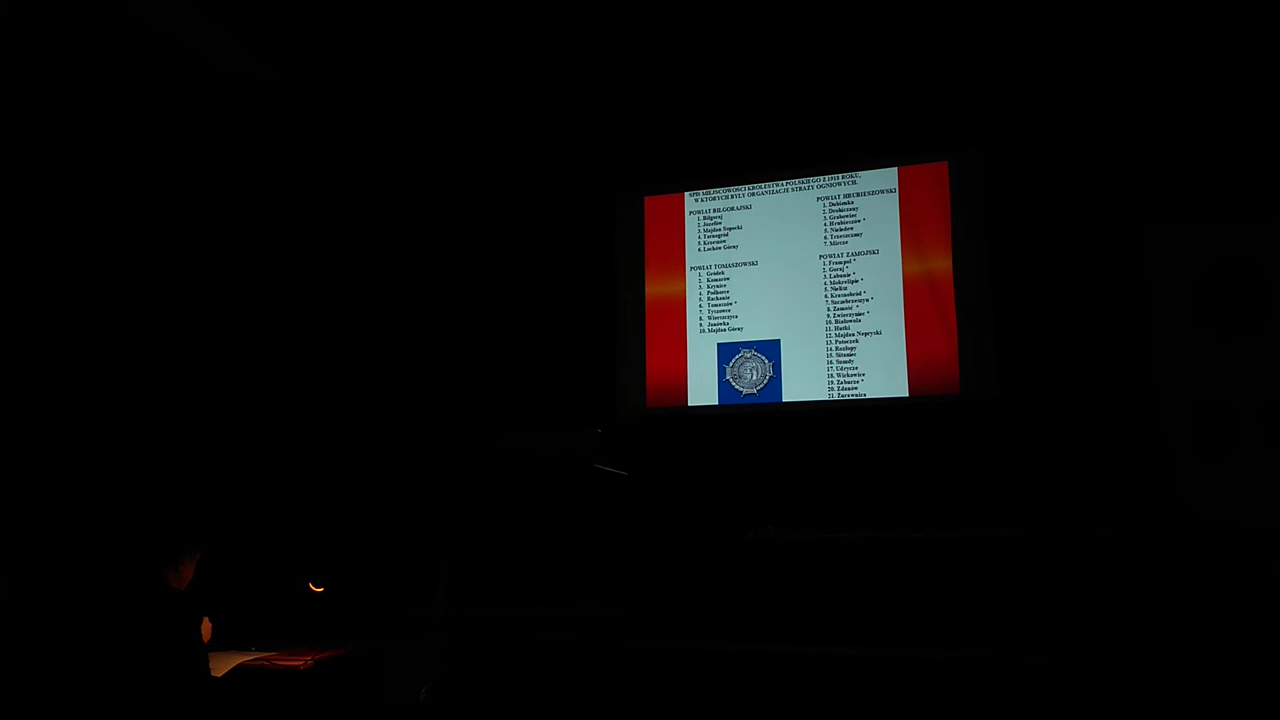 SPIS MIEJSCOWOŚCI KRÓLESTWA POLSKIEGO Z 1918 ROKU,
W KTÓRYCH BYŁY ORGANIZACJE STRAŻY OGNIOWYCH.
POWIAT BIŁGORAJSKI
1. Biłgoraj
2. Józefów
3. Majdan Sopocki
4. Tarnogród
5. Krzeszów
6. Łochów Górny
POWIAT TOMASZOWSKI
1. Gródek
2. Komarów
3. Krynice
4. Podhorce
5. Rachanie
6. Tomaszów *
7. Tyszowce
8. Wierszczyca
9. Janówka
10. Majdan Górny
POWIAT HRUBIESZOWSKI
1. Dubienka
2. Drohiczany
3. Grabowiec
4. Hrubieszów *
5. Nieledew
6. Trzeszczany
7. Mircze
POWIAT ZAMOJSKI
1. Frampol *
2. Goraj *
3. Łabunie *
4. Mokrelipie *
5. Nielisz
6. Krasnobród *
7. Szczebrzeszyn *
8. Zamość *
9. Zwierzyniec *
10. Białowola
11. Hutki
12. Majdan Nepryski
13. Potoczek
14. Rozłopy
15. Sitaniec
16. Szozdy
17. Udrycze
18. Wirkowice
19. Zaburze *
20. Zdanów
21. Żurawnica